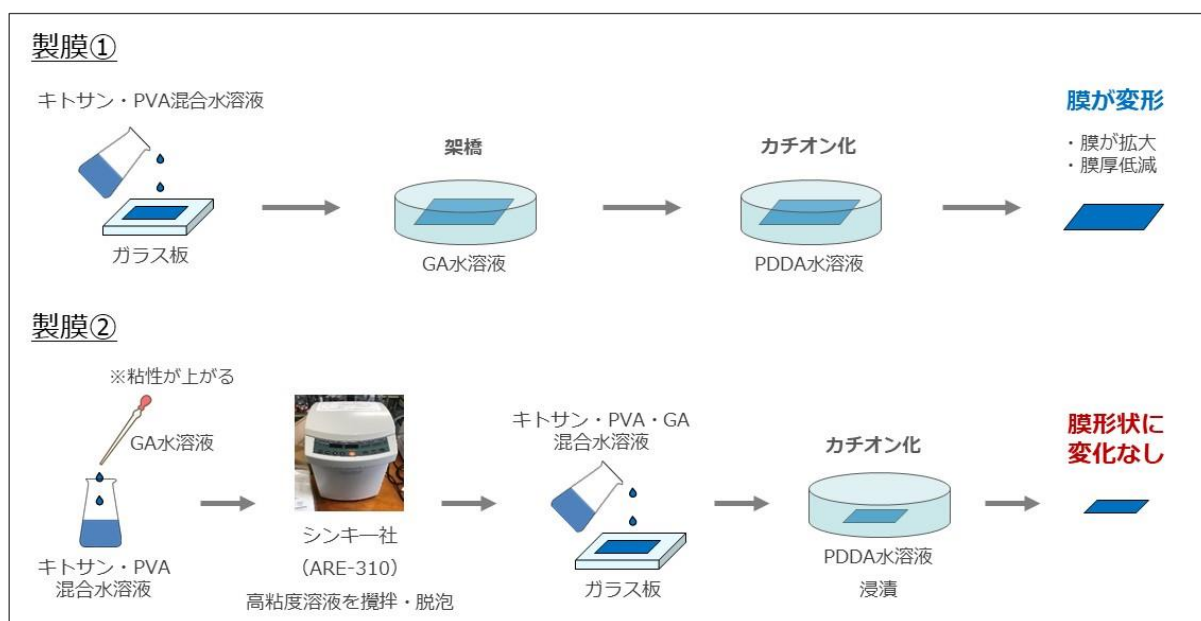 製膜①
キトサン・PVA混合水溶液
ガラス板
架橋
GA水溶液
カチオン化
PDDA水溶液
膜が変形
・膜が拡大
・膜厚低減
製膜②
※粘性が上がる
GA水溶液
キトサン・PVA
混合水溶液
シンキ―社
（ARE-310）
高粘度溶液を攪拌・脱泡
キトサン・PVA・GA
混合水溶液
ガラス板
カチオン化
PDDA水溶液
浸漬
膜形状に
変化なし